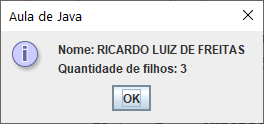 Aula de Java
Nome: RICARDO LUIZ DE FREITAS
Quantidade de filhos: 3
OK